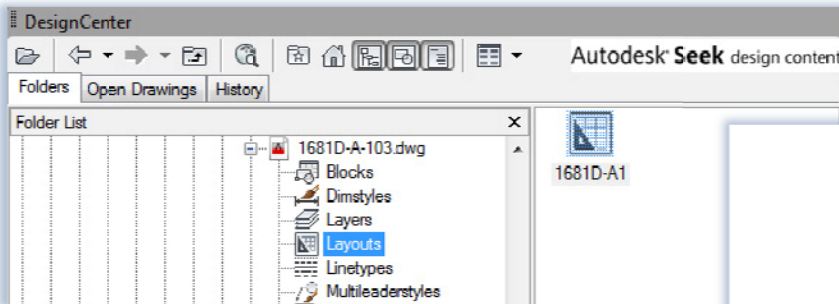 DesignCenter
Autodesk Seek design content
Folders Open Drawings History
Folder List
1681D-A-103.dwg
Blocks
Dimstyles
Layers
Layouts
Linetypes
Multileaderstyles
1681D-A1